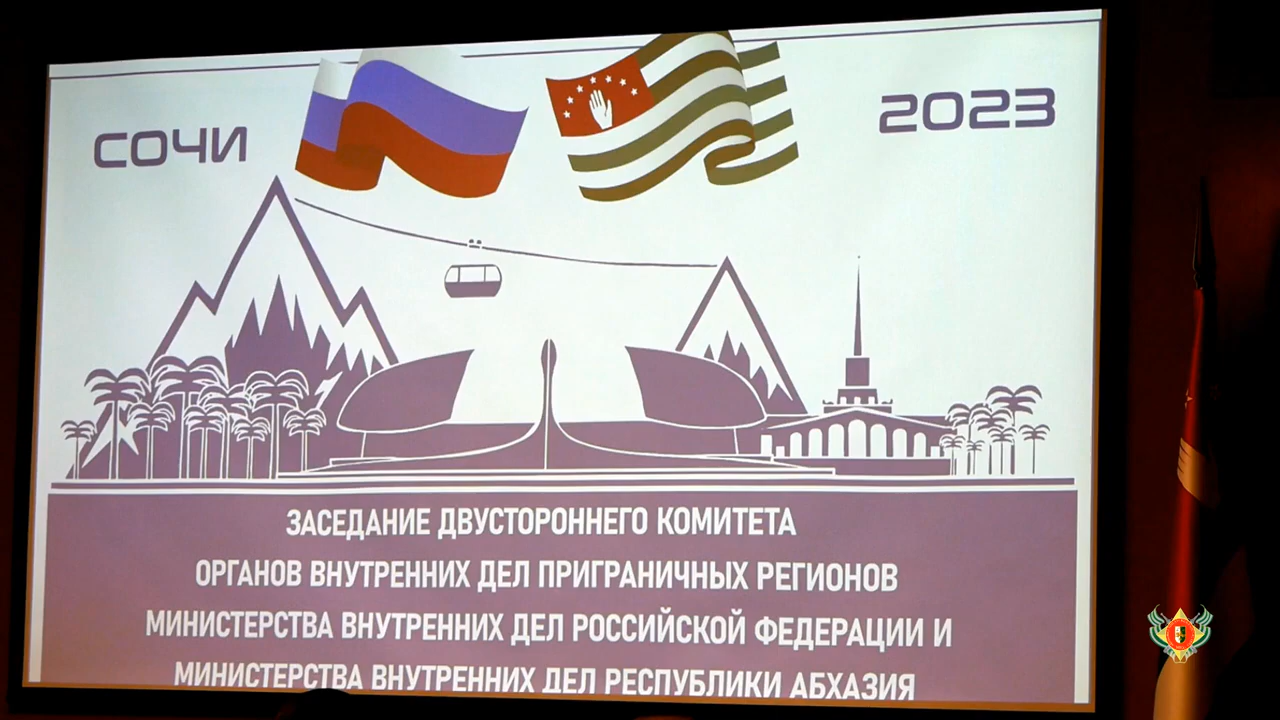 СОЧИ
2023
ЗАСЕДАНИЕ ДВУСТОРОННЕГО КОМИТЕТА
ОРГАНОВ ВНУТРЕННИХ ДЕЛ ПРИГРАНИЧНЫХ РЕГИОНОВ
МИНИСТЕРСТВА ВНУТРЕННИХ ДЕЛ РОССИЙСКОЙ ФЕДЕРАЦИИ И
МИНИСТЕРСТВА ВНУТРЕННИХ ДЕЛ РЕСПУБЛИКИ АБХАЗИЯ